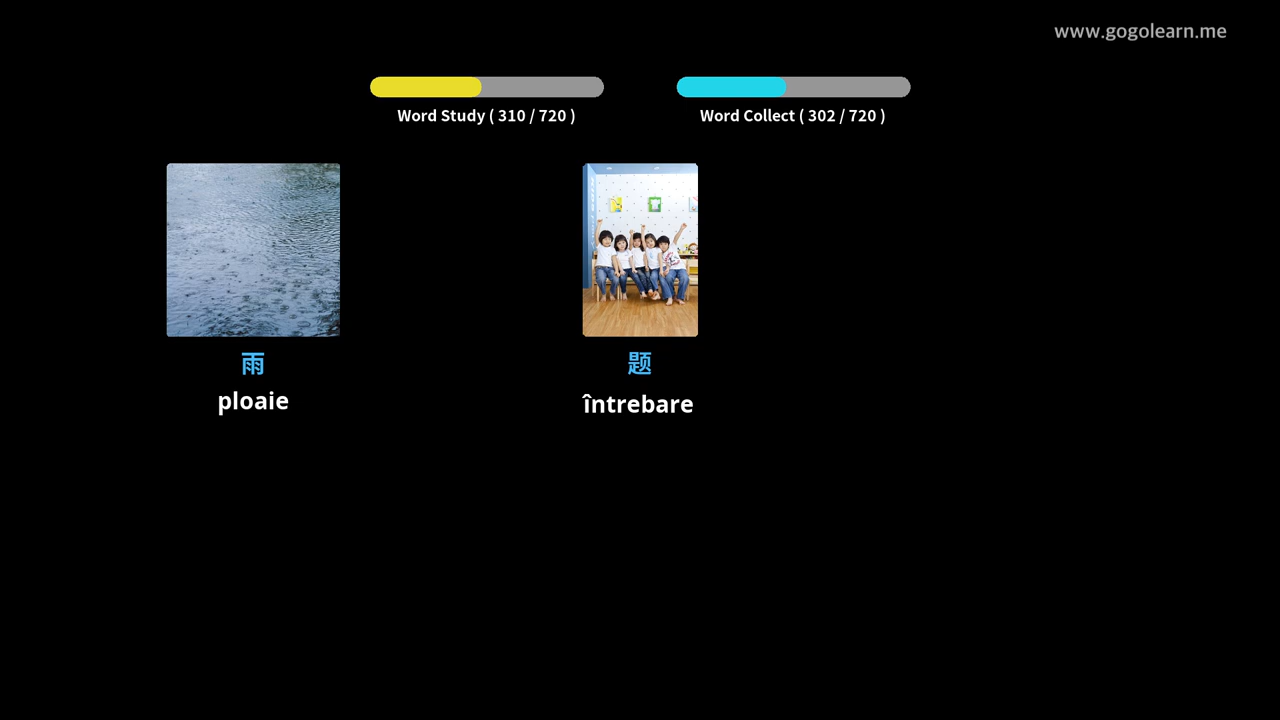 www.gogolearn.me
Word Study ( 310 / 720 )
Word Collect ( 302 / 720 )
雨
ploaie
题
întrebare